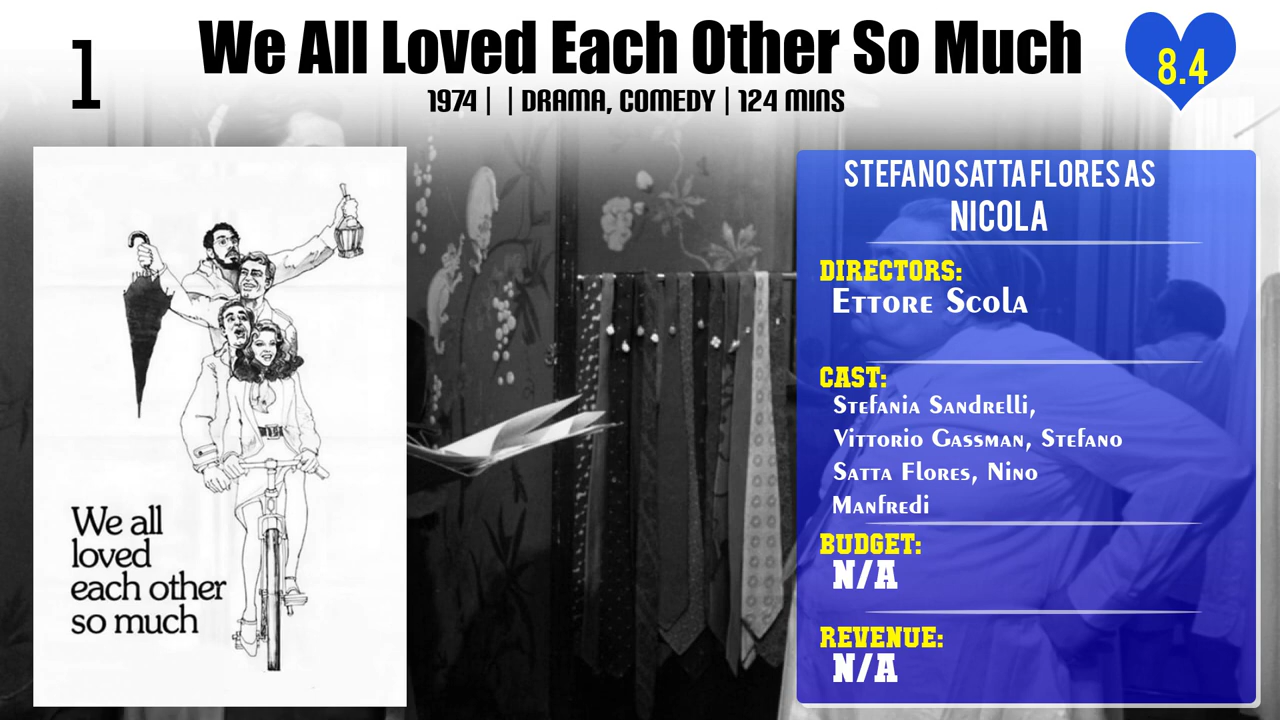 1
We All Loved Each Other So Much
8.4
1974 | | DRAMA, COMEDY | 124 MINS
We all
loved
each other
so much
STEFANO SATTA FLORES AS
NICOLA
DIRECTORS:
Ettore Scola
CAST:
Stefania Sandrelli,
Vittorio Gassman, Stefano
Satta Flores, Nino
Manfredi
BUDGET:
N/A
REVENUE:
N/A